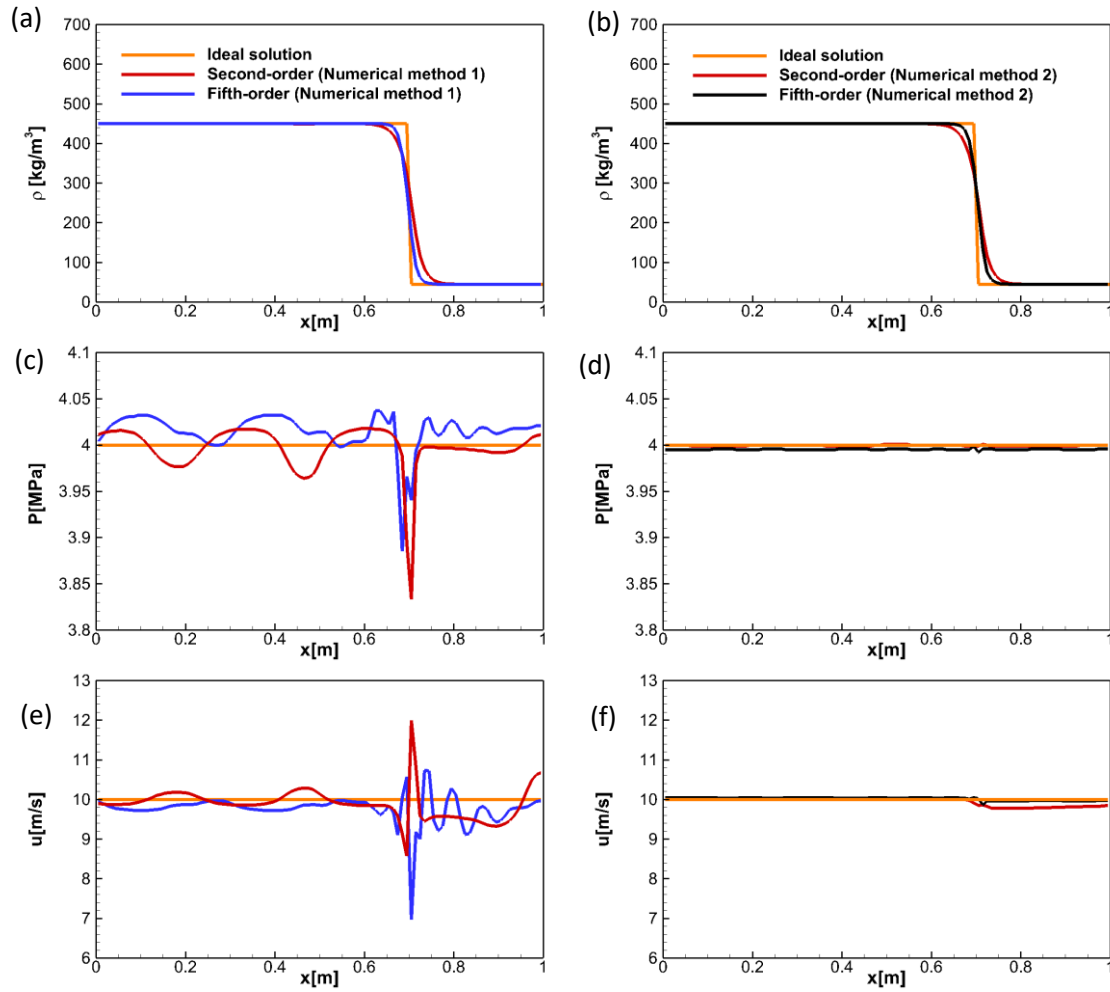 (a)
700
600
500
400
300
200
100
0
ρ [kg/m³]
Ideal solution
Second-order (Numerical method 1)
Fifth-order (Numerical method 1)
0 0.2 0.4 0.6 0.8 1
x[m]
(b)
700
600
500
400
300
200
100
0
ρ [kg/m³]
Ideal solution
Second-order (Numerical method 2)
Fifth-order (Numerical method 2)
0 0.2 0.4 0.6 0.8 1
x[m]
(c)
4.1
4.05
4
3.95
3.9
3.85
3.8
P[MPa]
0 0.2 0.4 0.6 0.8 1
x[m]
(d)
4.1
4.05
4
3.95
3.9
3.85
3.8
P[MPa]
0 0.2 0.4 0.6 0.8 1
x[m]
(e)
13
12
11
10
9
8
7
6
u[m/s]
0 0.2 0.4 0.6 0.8 1
x[m]
(f)
13
12
11
10
9
8
7
6
u[m/s]
0 0.2 0.4 0.6 0.8 1
x[m]